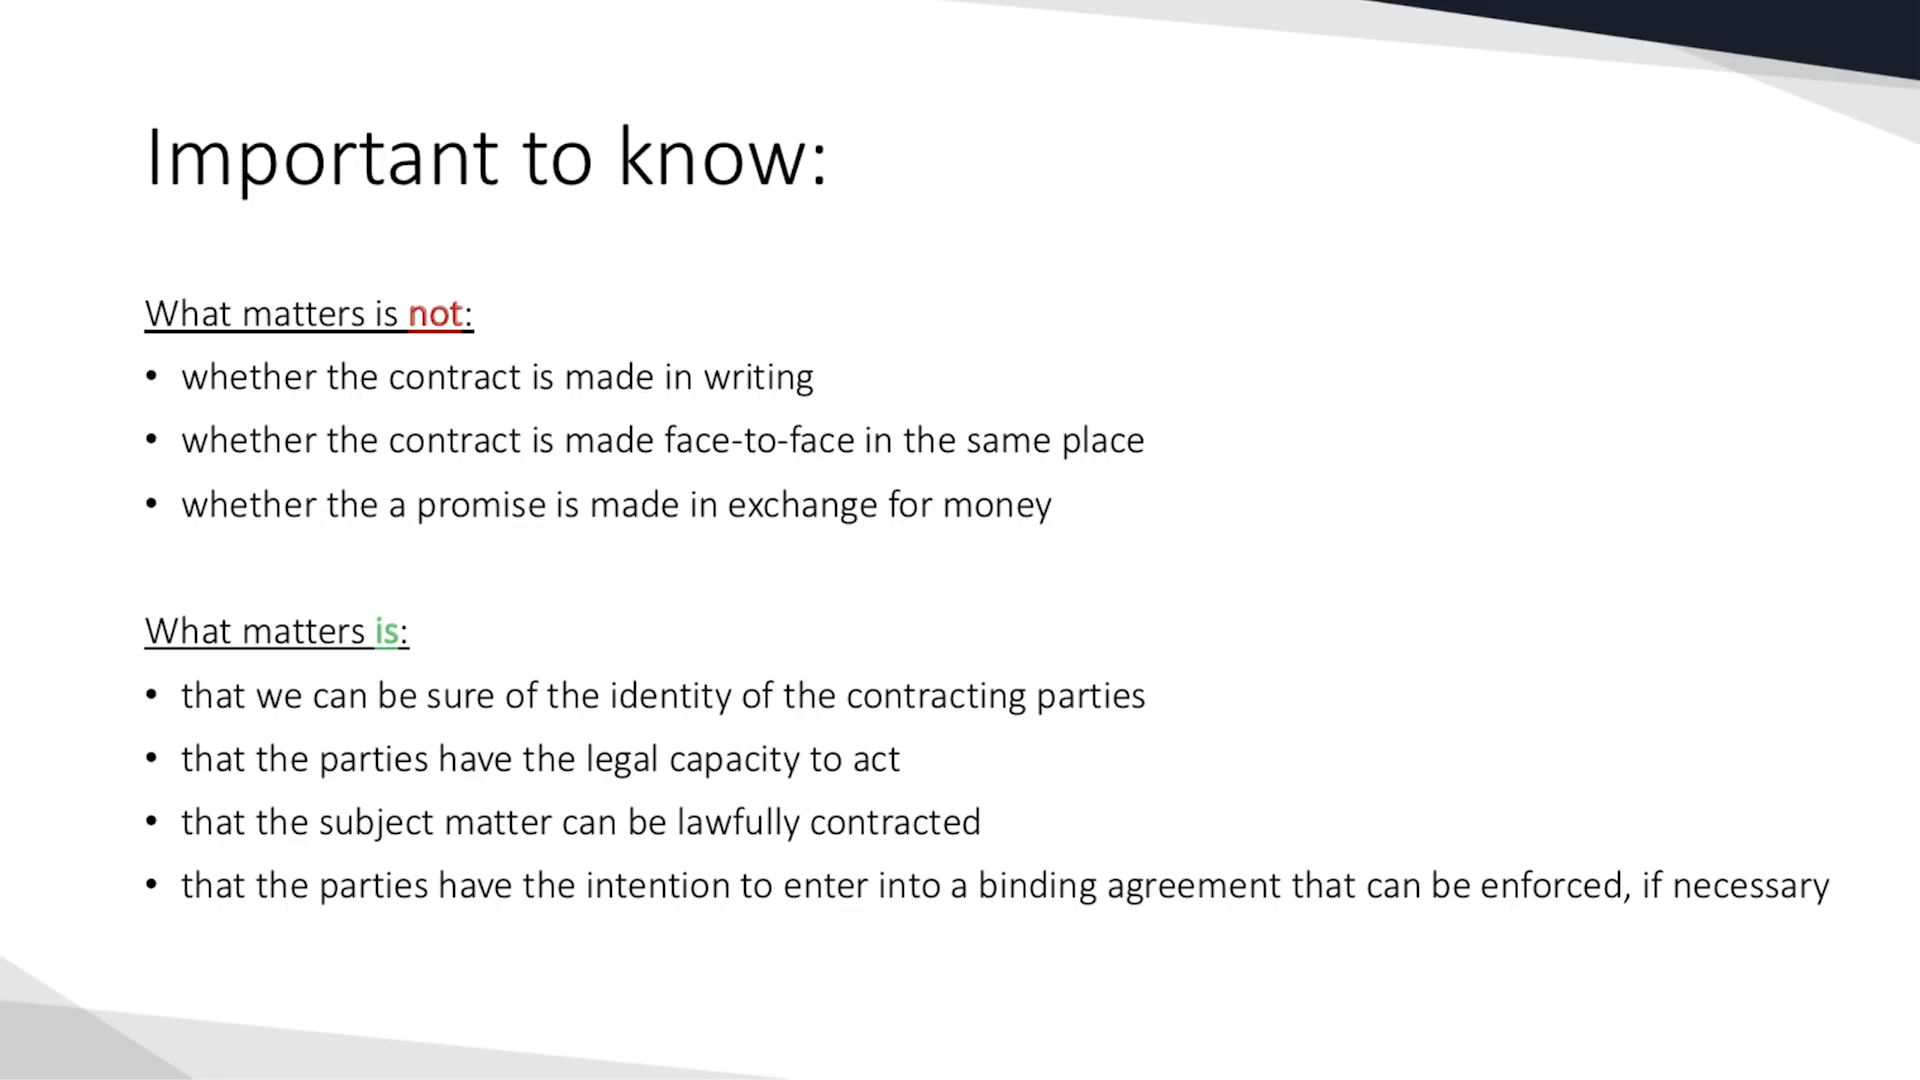 Important to know:
What matters is not:
• whether the contract is made in writing
• whether the contract is made face-to-face in the same place
• whether the a promise is made in exchange for money
What matters is:
• that we can be sure of the identity of the contracting parties
• that the parties have the legal capacity to act
• that the subject matter can be lawfully contracted
• that the parties have the intention to enter into a binding agreement that can be enforced, if necessary